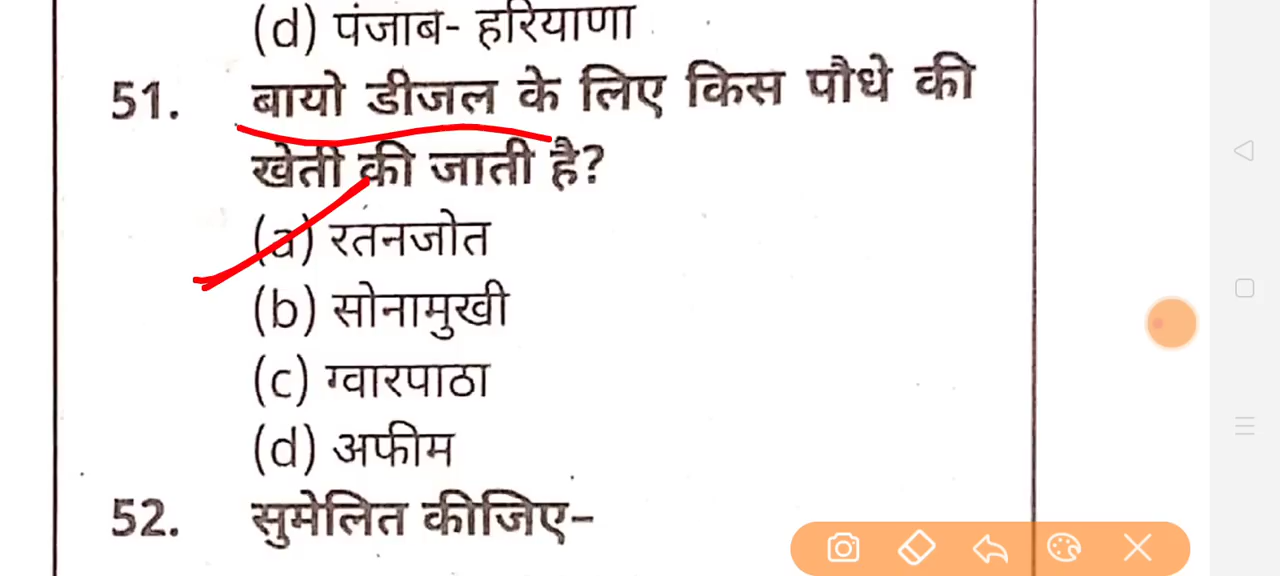 (d) पंजाब- हरियाणा
51. बायो डीजल के लिए किस पौधे की
खेती की जाती है?
(a) रतनजोत
(b) सोनामुखी
(c) ग्वारपाठा
(d) अफीम
52. सुमेलित कीजिए-